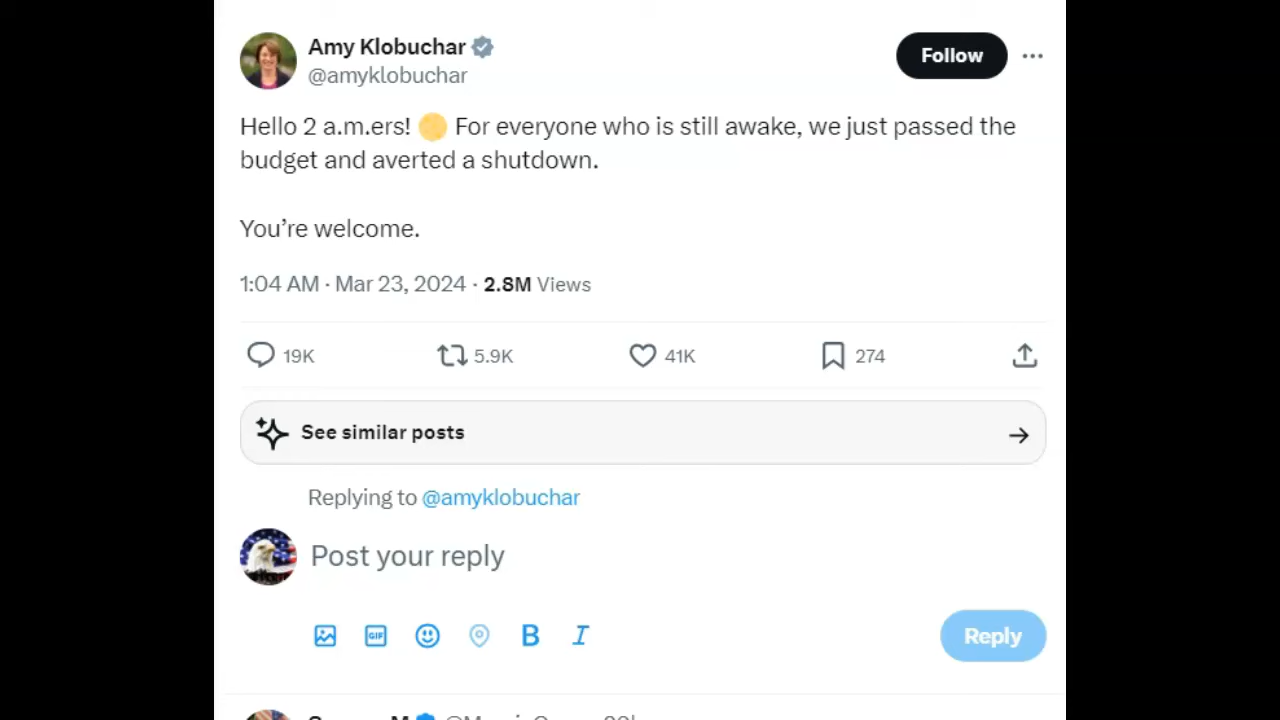 Amy Klobuchar
Follow
@amyklobuchar
Hello 2 a.m.ers! 🌕 For everyone who is still awake, we just passed the
budget and averted a shutdown.
You’re welcome.
1:04 AM · Mar 23, 2024 · 2.8M Views
19K 5.9K 41K 274
See similar posts
Replying to @amyklobuchar
Post your reply
GIF B I
Reply